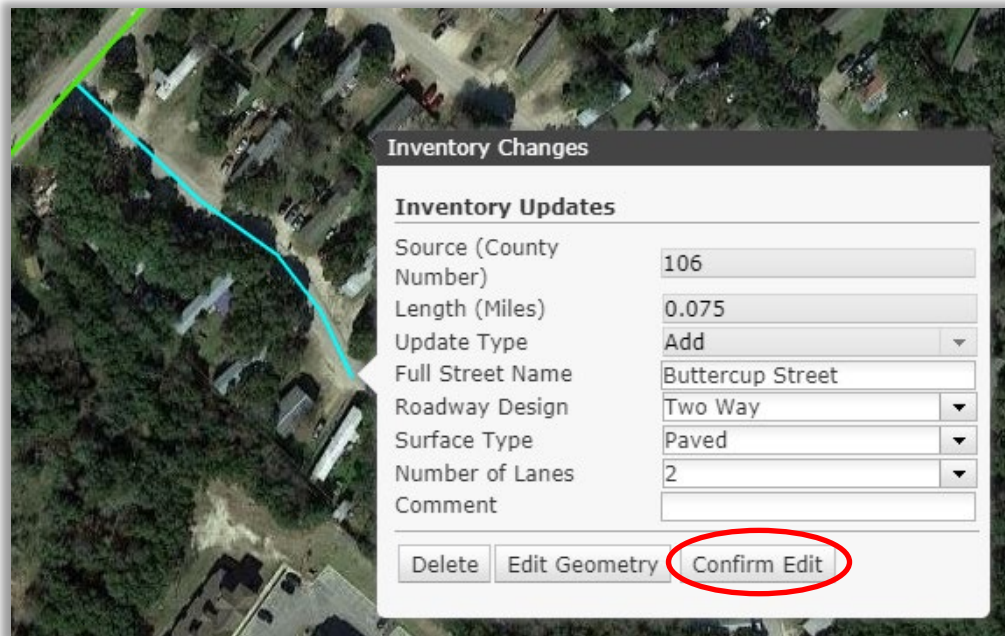 Inventory Changes
Inventory Updates
Source (County
Number)
106
Length (Miles) 0.075
Update Type Add
Full Street Name Buttercup Street
Roadway Design Two Way
Surface Type Paved
Number of Lanes 2
Comment
Delete Edit Geometry Confirm Edit